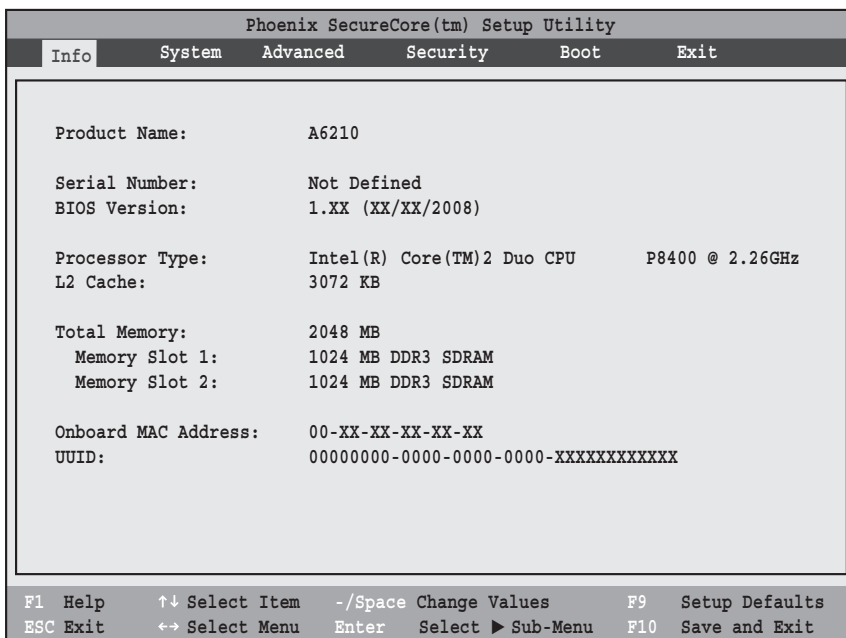 Phoenix SecureCore(tm) Setup Utility
Info System Advanced Security Boot Exit
Product Name: A6210
Serial Number: Not Defined
BIOS Version: 1.XX (XX/XX/2008)
Processor Type: Intel(R) Core(TM)2 Duo CPU P8400 @ 2.26GHz
L2 Cache: 3072 KB
Total Memory: 2048 MB
Memory Slot 1: 1024 MB DDR3 SDRAM
Memory Slot 2: 1024 MB DDR3 SDRAM
Onboard MAC Address: 00-XX-XX-XX-XX-XX
UUID: 00000000-0000-0000-0000-XXXXXXXXXXXX
F1 Help ↑↓ Select Item -/Space Change Values F9 Setup Defaults
ESC Exit ←→ Select Menu Enter Select ▶ Sub-Menu F10 Save and Exit